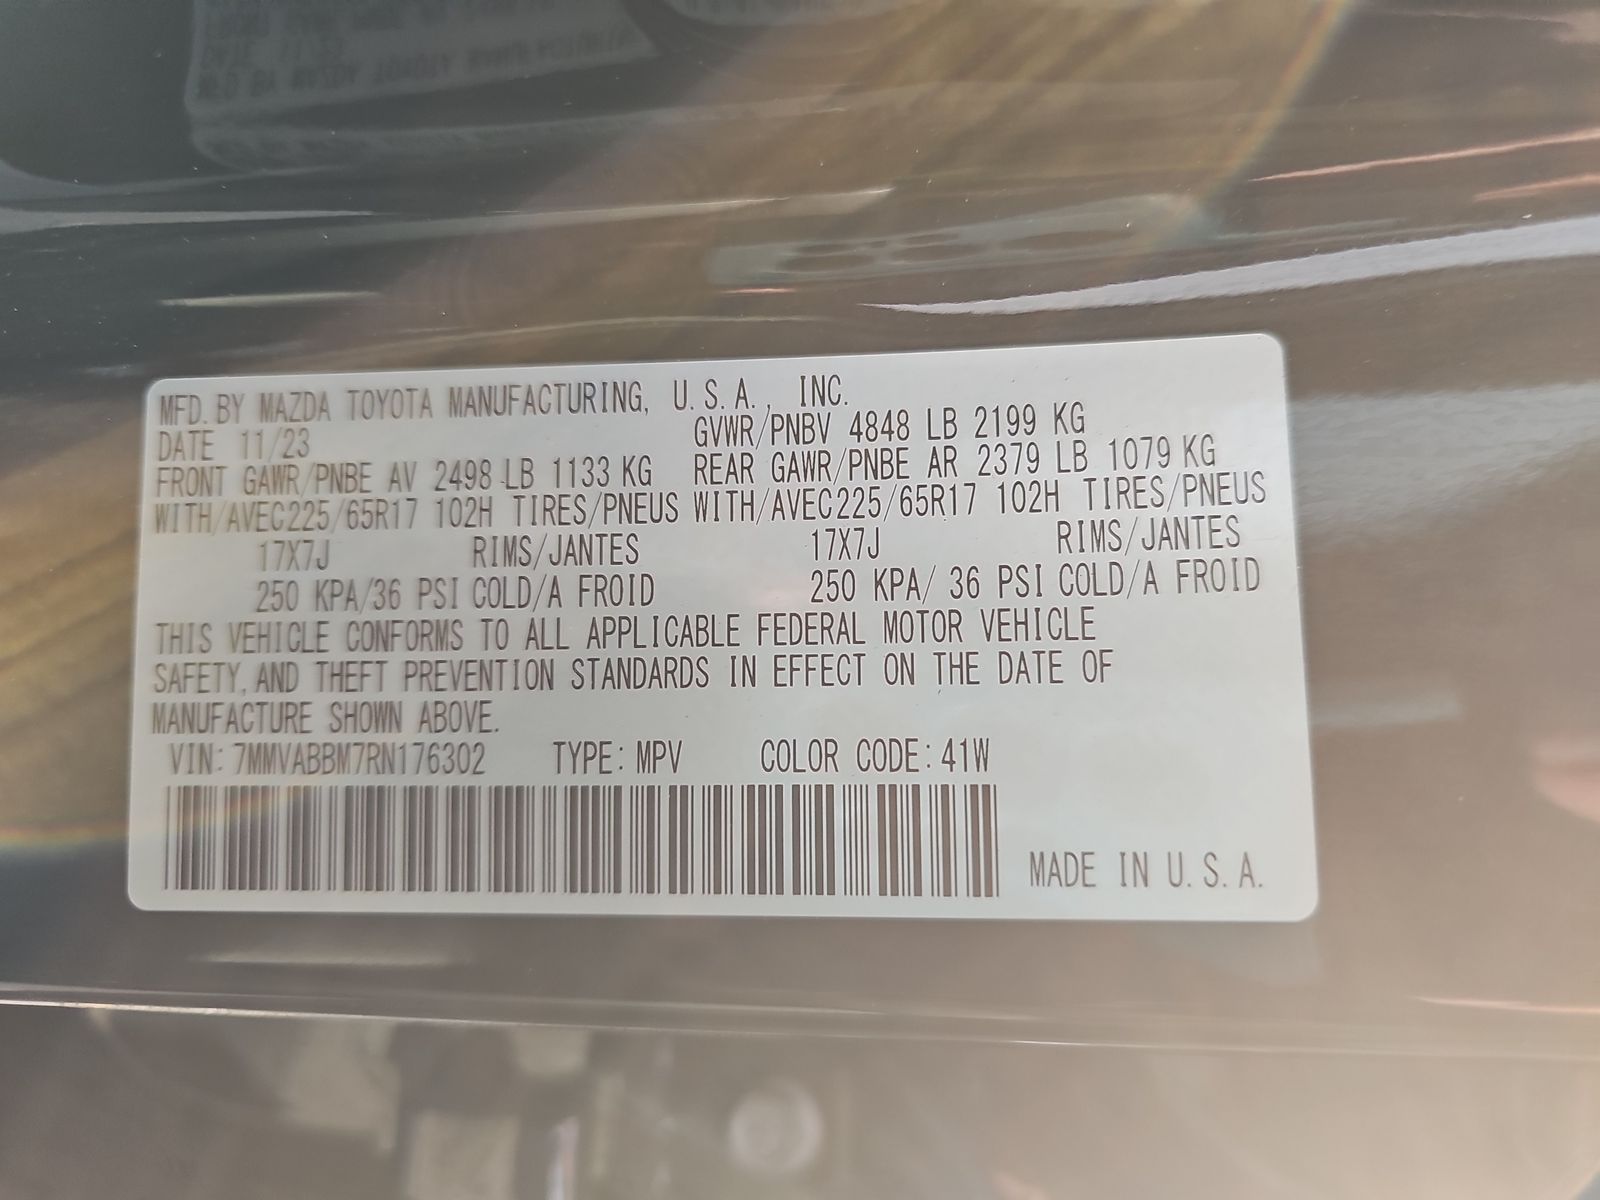 MFD. BY MAZDA TOYOTA MANUFACTURING, U.S.A., INC.
DATE 11/23 GVWR/PNBV 4848 LB 2199 KG
FRONT GAWR/PNBE AV 2498 LB 1133 KG REAR GAWR/PNBE AR 2379 LB 1079 KG
WITH/AVEC225/65R17 102H TIRES/PNEUS WITH/AVEC225/65R17 102H TIRES/PNEUS
17X7J RIMS/JANTES 17X7J RIMS/JANTES
250 KPA/36 PSI COLD/A FROID 250 KPA/ 36 PSI COLD/A FROID
THIS VEHICLE CONFORMS TO ALL APPLICABLE FEDERAL MOTOR VEHICLE
SAFETY, AND THEFT PREVENTION STANDARDS IN EFFECT ON THE DATE OF
MANUFACTURE SHOWN ABOVE.
VIN: 7MMVABBM7RN176302 TYPE: MPV COLOR CODE: 41W
MADE IN U.S.A.